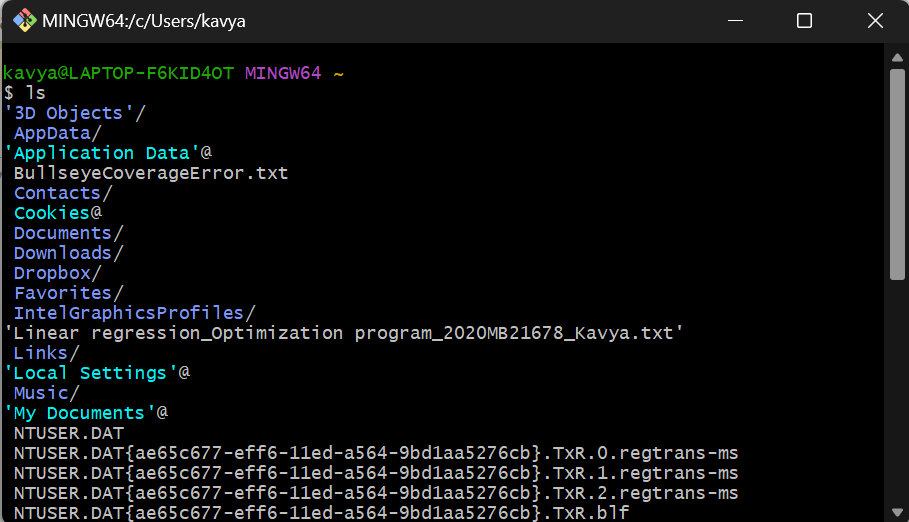 MINGW64:/c/Users/kavya
kavya@LAPTOP-F6KID4OT MINGW64 ~
$ ls
'3D Objects'/
AppData/
'Application Data'@
BullseyeCoverageError.txt
Contacts/
Cookies@
Documents/
Downloads/
Dropbox/
Favorites/
IntelGraphicsProfiles/
'Linear regression_Optimization program_2020MB21678_Kavya.txt'
Links/
'Local Settings'@
Music/
'My Documents'@
NTUSER.DAT
NTUSER.DAT{ae65c677-eff6-11ed-a564-9bd1aa5276cb}.TxR.0.regtrans-ms
NTUSER.DAT{ae65c677-eff6-11ed-a564-9bd1aa5276cb}.TxR.1.regtrans-ms
NTUSER.DAT{ae65c677-eff6-11ed-a564-9bd1aa5276cb}.TxR.2.regtrans-ms
NTUSER.DAT{ae65c677-eff6-11ed-a564-9bd1aa5276cb}.TxR.blf